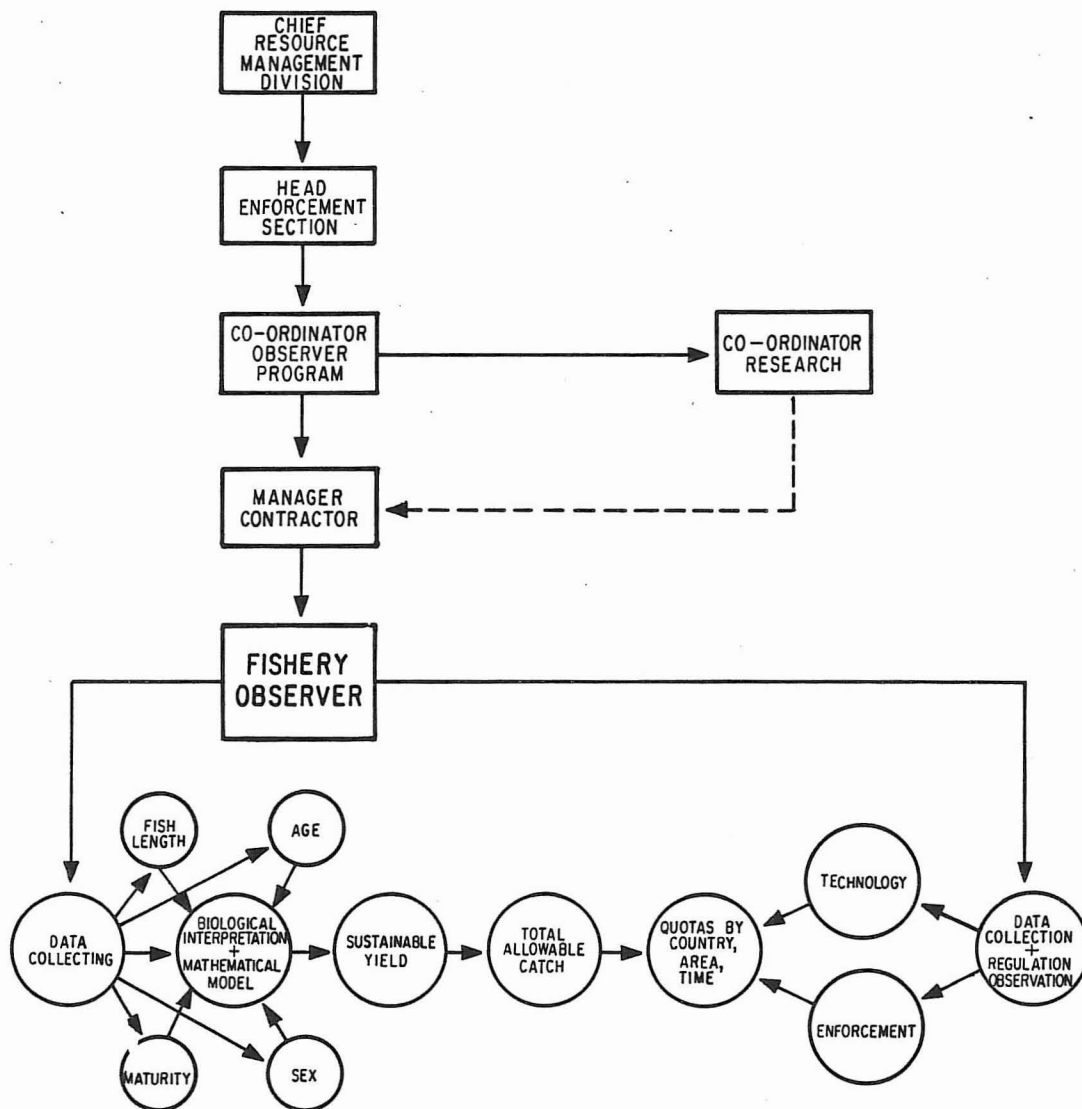 CHIEF
RESOURCE
MANAGEMENT
DIVISION
HEAD
ENFORCEMENT
SECTION
CO-ORDINATOR
OBSERVER
PROGRAM
CO-ORDINATOR
RESEARCH
MANAGER
CONTRACTOR
FISHERY
OBSERVER
FISH
LENGTH
AGE
DATA
COLLECTING
BIOLOGICAL
INTERPRETATION
+
MATHEMATICAL
MODEL
SUSTAINABLE
YIELD
TOTAL
ALLOWABLE
CATCH
QUOTAS BY
COUNTRY,
AREA,
TIME
TECHNOLOGY
ENFORCEMENT
DATA
COLLECTION
+
REGULATION
OBSERVATION
MATURITY
SEX